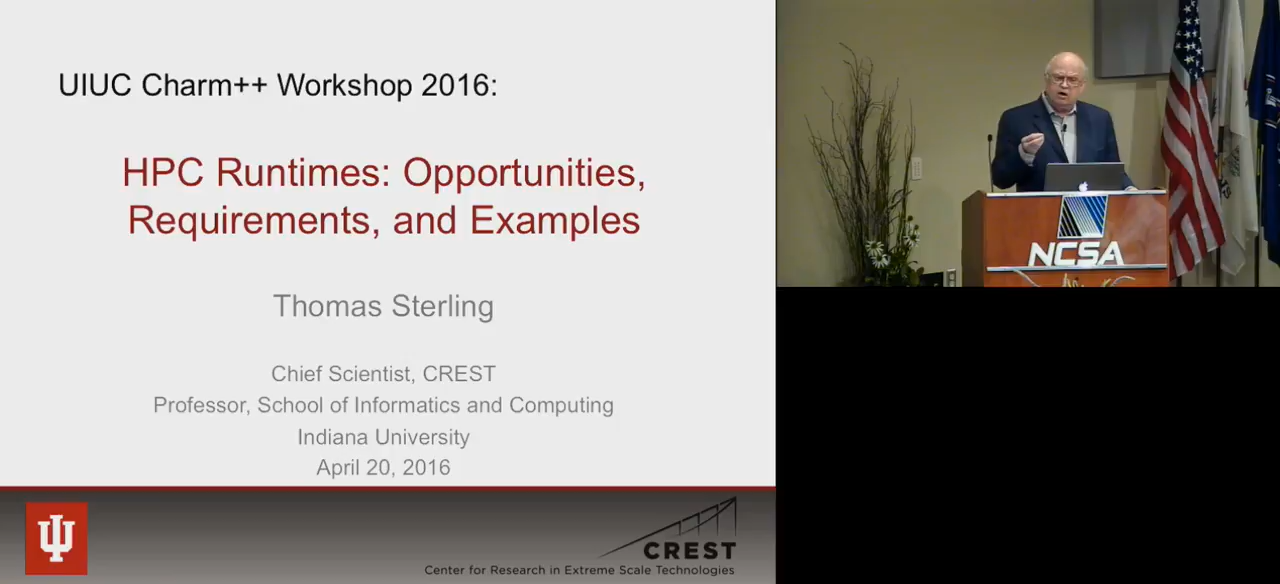 UIUC Charm++ Workshop 2016:
HPC Runtimes: Opportunities,
Requirements, and Examples
Thomas Sterling
Chief Scientist, CREST
Professor, School of Informatics and Computing
Indiana University
April 20, 2016
CREST
Center for Research in Extreme Scale Technologies
NCSA